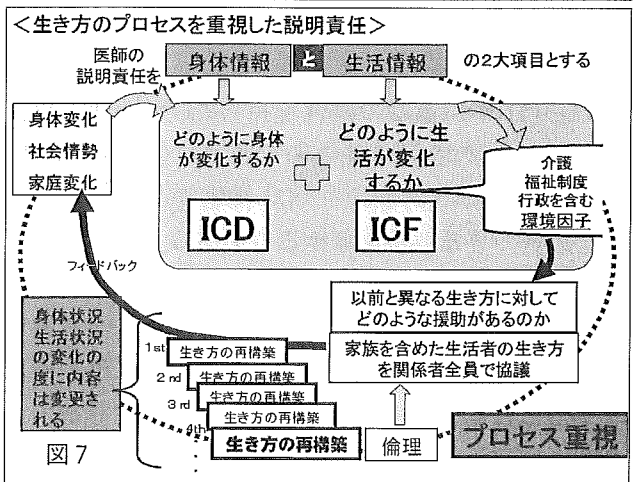 ＜生き方のプロセスを重視した説明責任＞
医師の
説明責任を
身体情報
と
生活情報
の2大項目とする
身体変化
社会情勢
家庭変化
どのように身体
が変化するか
どのように生
活が変化
するか
ICD
ICF
介護
福祉制度
行政を含む
環境因子
フィードバック
以前と異なる生き方に対して
どのような援助があるのか
家族を含めた生活者の生き方
を関係者全員で協議
身体状況
生活状況
の変化の
度に内容
は変更さ
れる
1st
生き方の再構築
2nd
生き方の再構築
3rd
生き方の再構築
4th
生き方の再構築
生き方の再構築
倫理
プロセス重視
図7